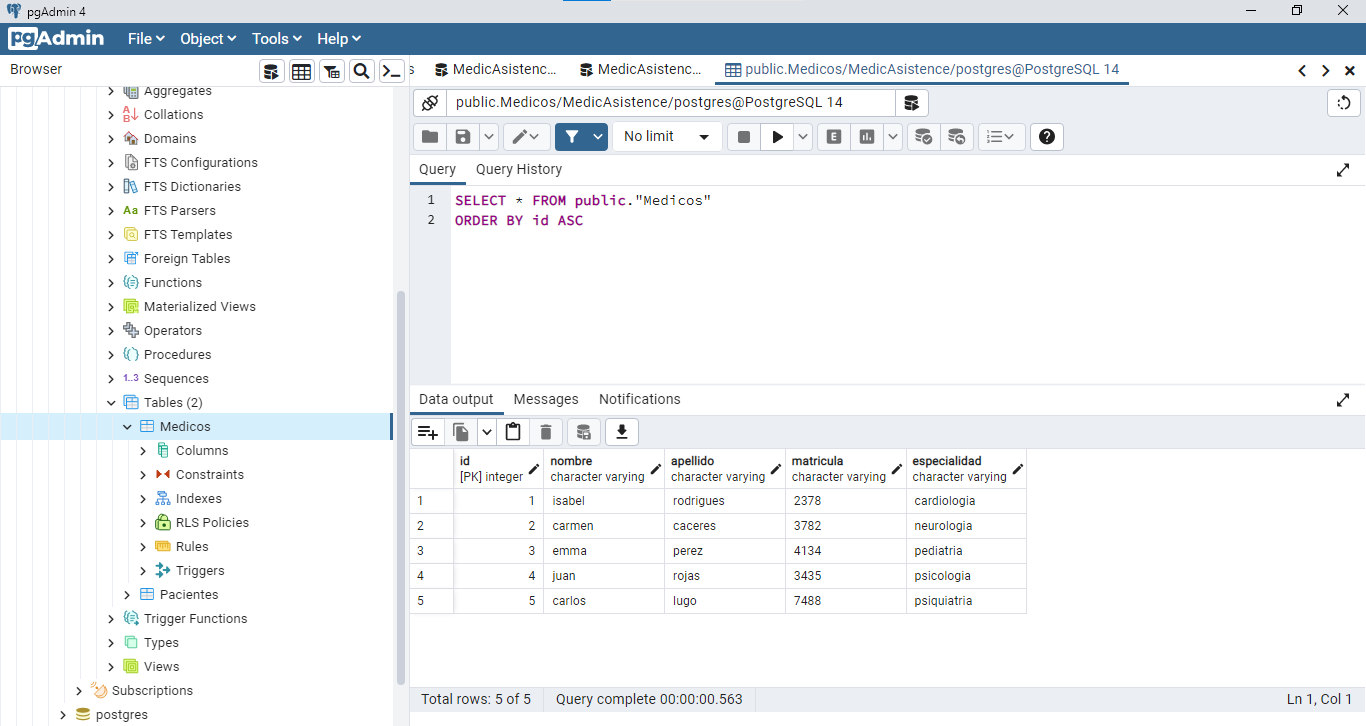 pgAdmin 4
pgAdmin File Object Tools Help
Browser
s MedicAsistenc... MedicAsistenc... public.Medicos/MedicAsistence/postgres@PostgreSQL 14
public.Medicos/MedicAsistence/postgres@PostgreSQL 14
No limit
E
Query Query History
1 SELECT * FROM public."Medicos"
2 ORDER BY id ASC
Aggregates
Collations
Domains
FTS Configurations
FTS Dictionaries
Aa FTS Parsers
FTS Templates
Foreign Tables
Functions
Materialized Views
Operators
Procedures
1..3 Sequences
Tables (2)
Medicos
Columns
Constraints
Indexes
RLS Policies
Rules
Triggers
Pacientes
Trigger Functions
Types
Views
Subscriptions
postgres
Data output Messages Notifications
id nombre apellido matricula especialidad
[PK] integer character varying character varying character varying character varying
1 1 isabel rodrigues 2378 cardiologia
2 2 carmen caceres 3782 neurologia
3 3 emma perez 4134 pediatria
4 4 juan rojas 3435 psicologia
5 5 carlos lugo 7488 psiquiatria
Total rows: 5 of 5 Query complete 00:00:00.563 Ln 1, Col 1